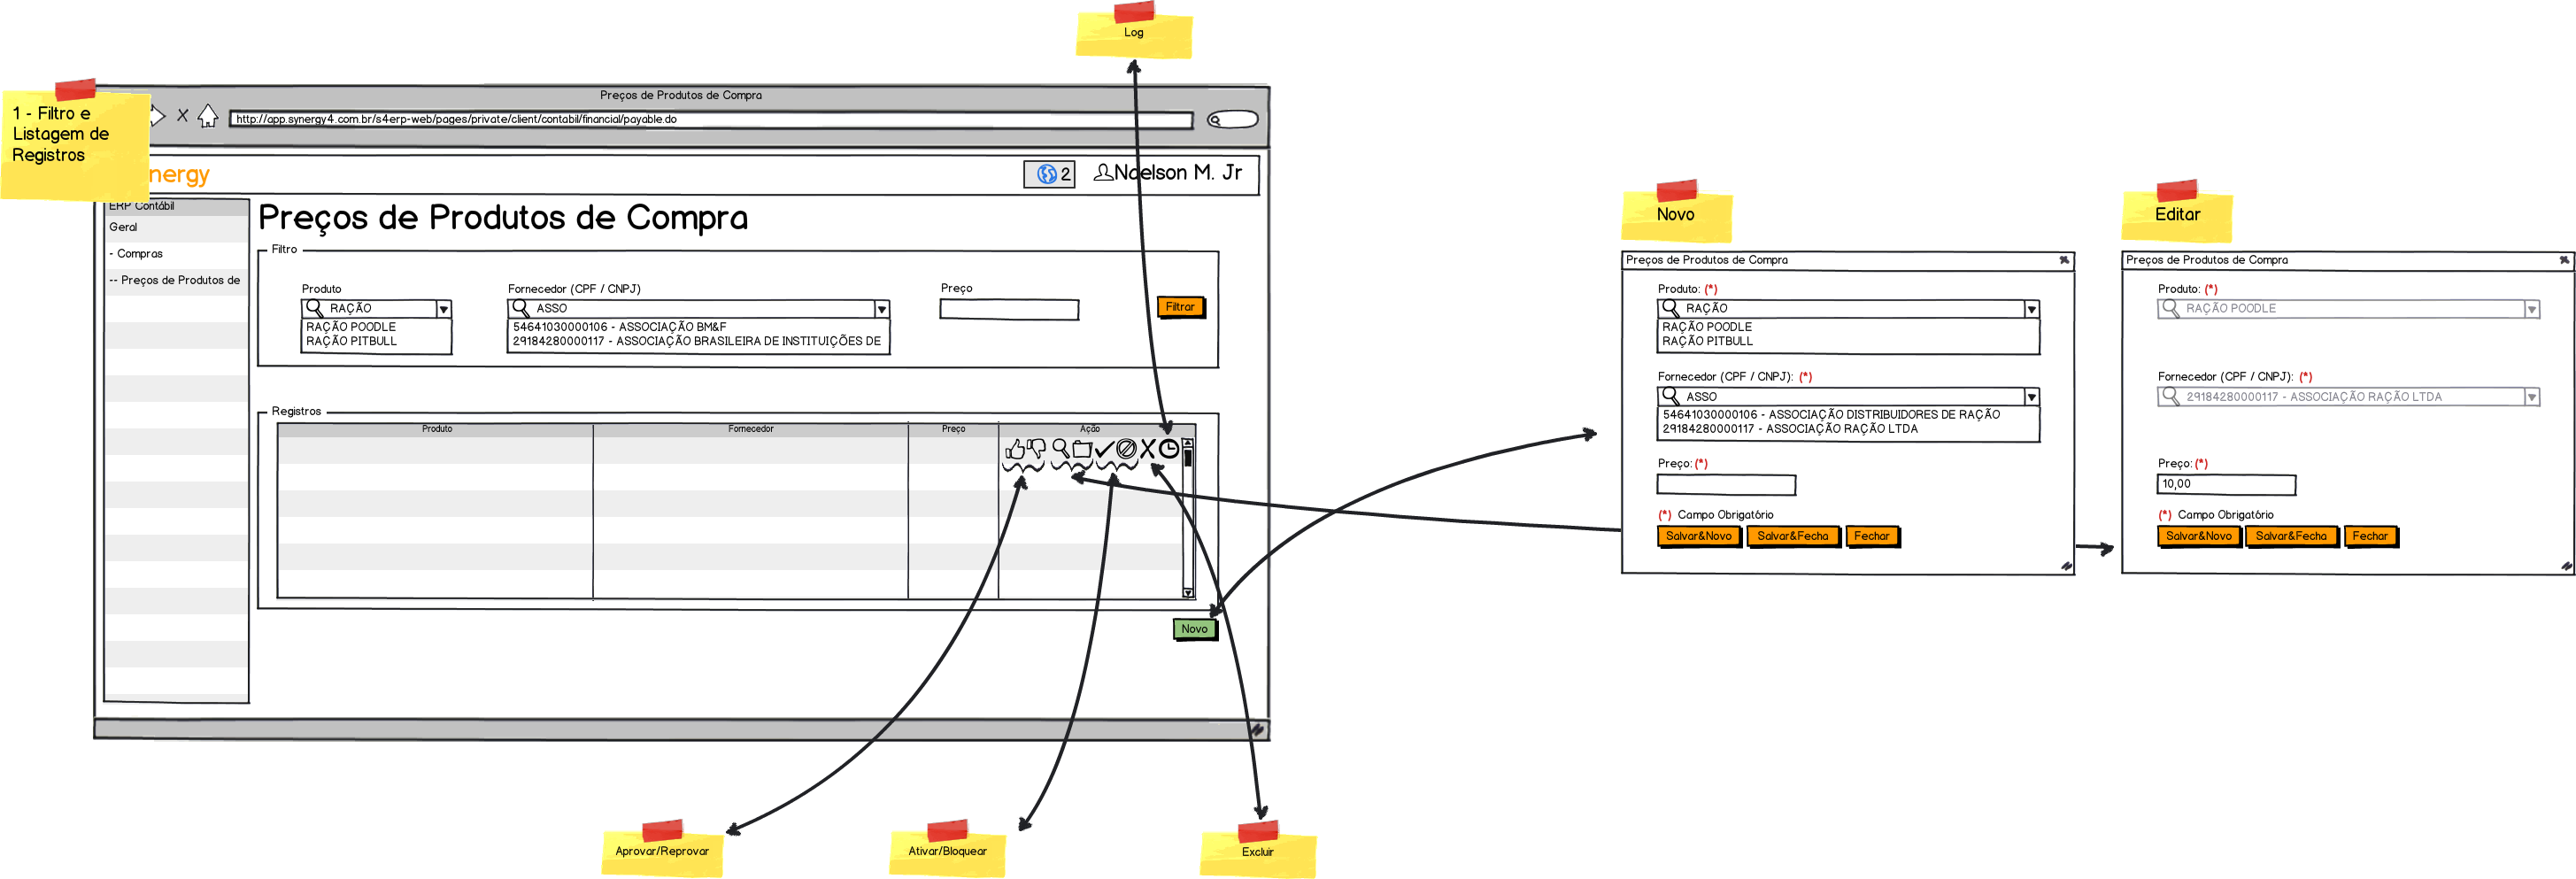 Log
1 - Filtro e
Listagem de
Registros
Preços de Produtos de Compra
X
http://app.synergy4.com.br/s4erp-web/pages/private/client/contabil/financial/payable.do
nergy
2
Noelson M. Jr
ERP Contábil
Geral
- Compras
-- Preços de Produtos de
Preços de Produtos de Compra
Filtro
Produto
RAÇÃO
RAÇÃO POODLE
RAÇÃO PITBULL
Fornecedor (CPF / CNPJ)
ASSO
54641030000106 - ASSOCIAÇÃO BM&F
29184280000117 - ASSOCIAÇÃO BRASILEIRA DE INSTITUIÇÕES DE
Preço
Filtrar
Registros
Produto
Fornecedor
Preço
Ação
Novo
Aprovar/Reprovar
Ativar/Bloquear
Excluir
Novo
Preços de Produtos de Compra
Produto: (*)
RAÇÃO
RAÇÃO POODLE
RAÇÃO PITBULL
Fornecedor (CPF / CNPJ): (*)
ASSO
54641030000106 - ASSOCIAÇÃO DISTRIBUIDORES DE RAÇÃO
29184280000117 - ASSOCIAÇÃO RAÇÃO LTDA
Preço: (*)
(*) Campo Obrigatório
Salvar&Novo
Salvar&Fecha
Fechar
Editar
Preços de Produtos de Compra
Produto: (*)
RAÇÃO POODLE
Fornecedor (CPF / CNPJ): (*)
29184280000117 - ASSOCIAÇÃO RAÇÃO LTDA
Preço: (*)
10,00
(*) Campo Obrigatório
Salvar&Novo
Salvar&Fecha
Fechar